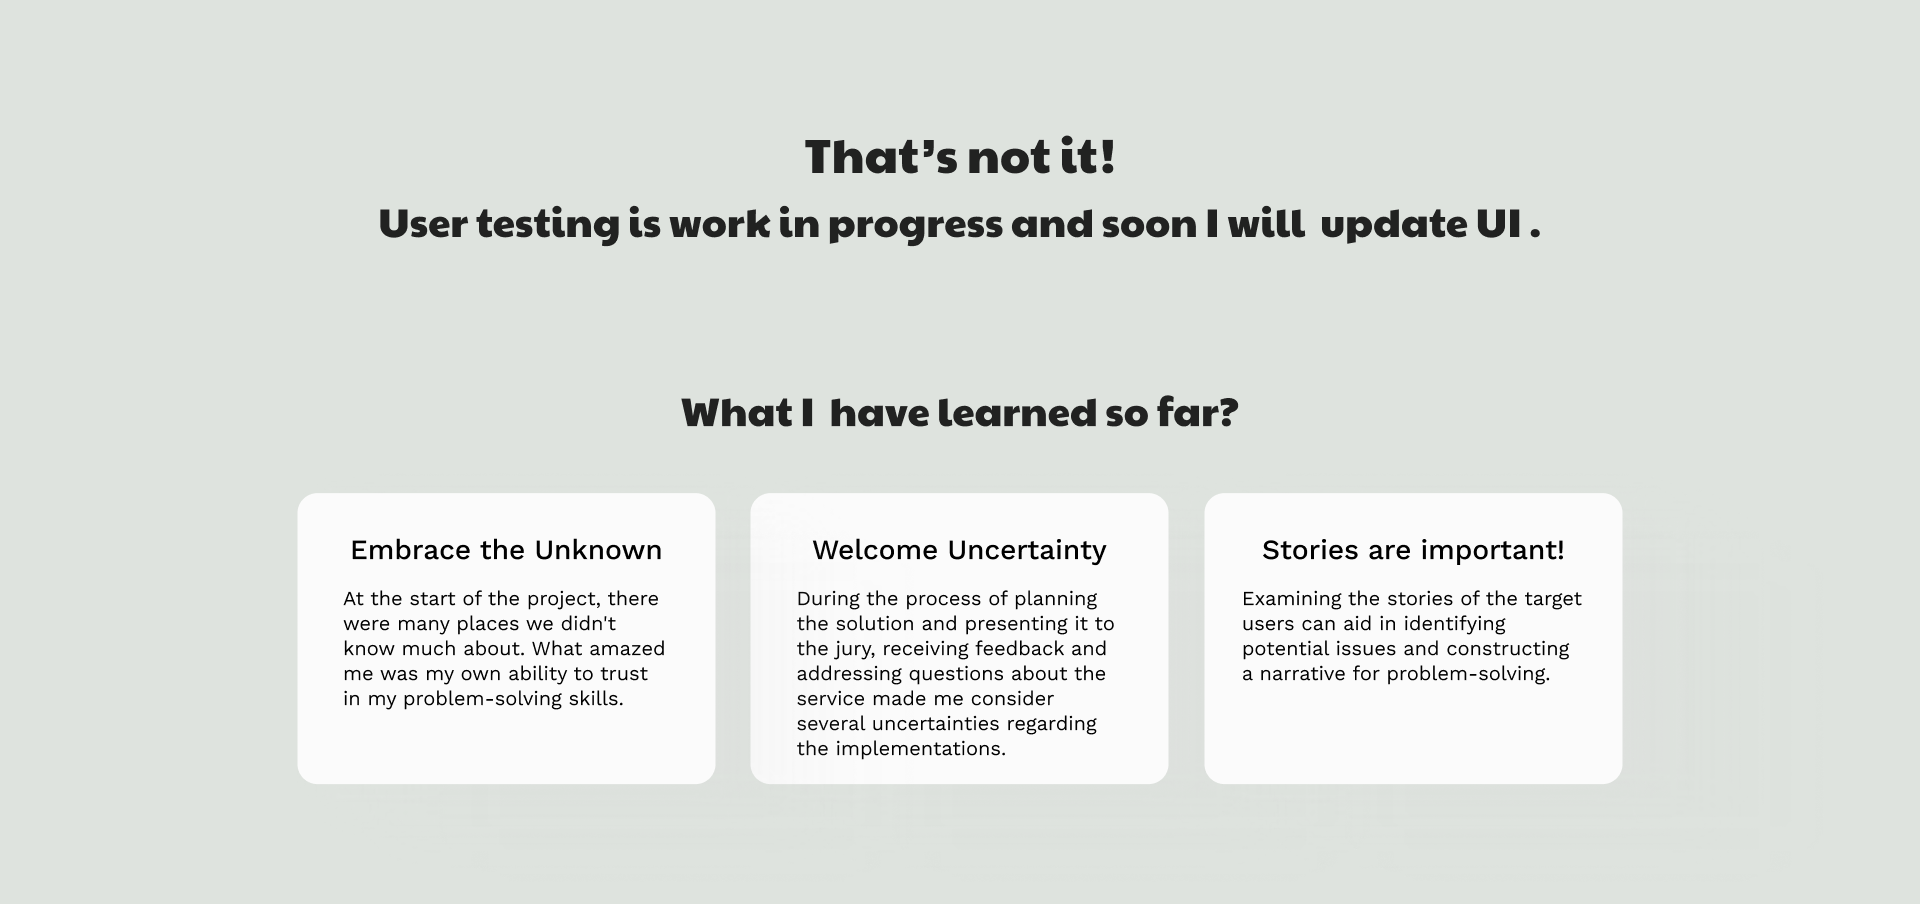 That’s not it!
User testing is work in progress and soon I will  update UI .
What I  have learned so far?
Embrace the Unknown
At the start of the project, there
were many places we didn't
know much about. What amazed
me was my own ability to trust
in my problem-solving skills.
Welcome Uncertainty
During the process of planning
the solution and presenting it to
the jury, receiving feedback and
addressing questions about the
service made me consider
several uncertainties regarding
the implementations.
Stories are important!
Examining the stories of the target
users can aid in identifying
potential issues and constructing
a narrative for problem-solving.